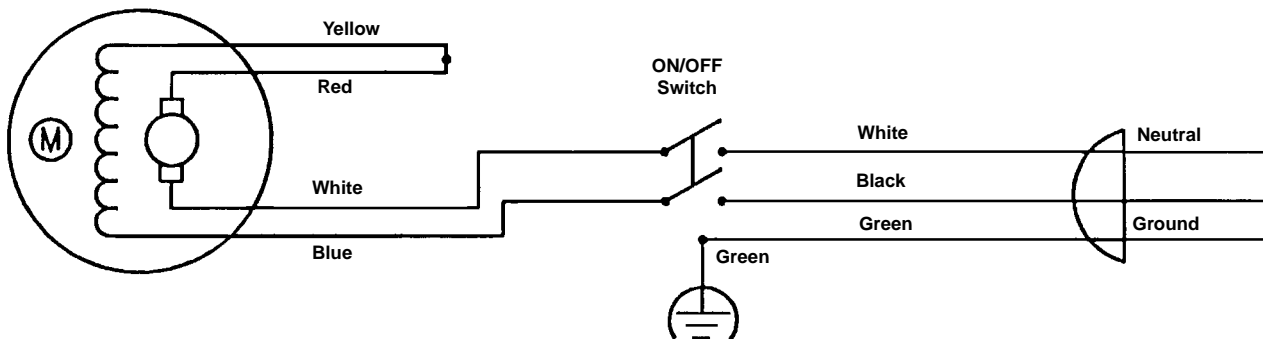 Yellow
Red
ON/OFF
Switch
M
White
Neutral
White
Black
Blue
Green
Ground
Green